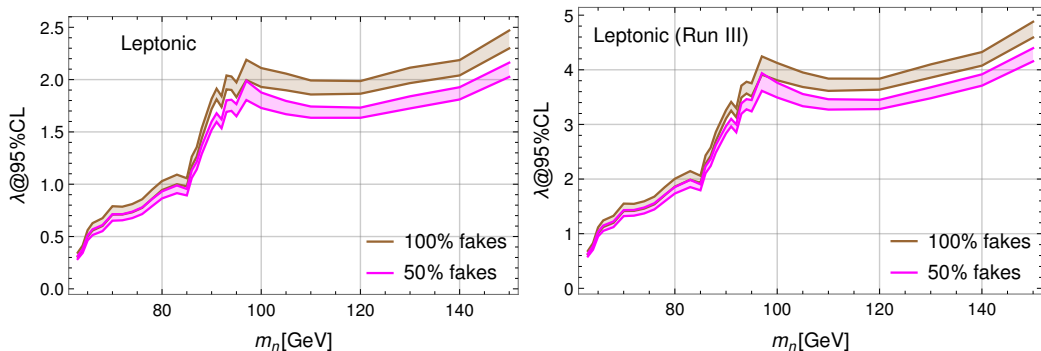 Leptonic
λ@95%CL
2.5
2.0
1.5
1.0
0.5
0.0
100% fakes
50% fakes
80 100 120 140
m_n[GeV]
Leptonic (Run III)
λ@95%CL
5
4
3
2
1
0
100% fakes
50% fakes
80 100 120 140
m_n[GeV]